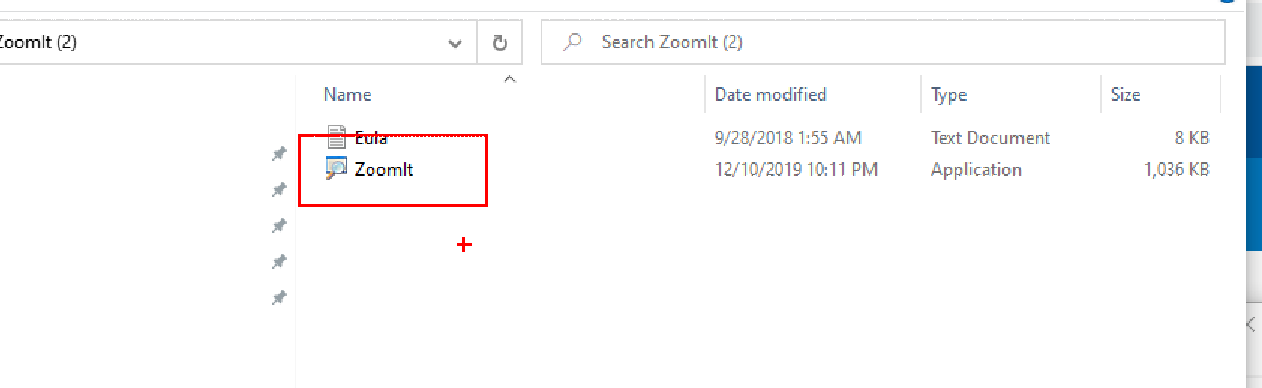 ZoomIt (2)
Search ZoomIt (2)
Name Date modified Type Size
Eula 9/28/2018 1:55 AM Text Document 8 KB
ZoomIt 12/10/2019 10:11 PM Application 1,036 KB